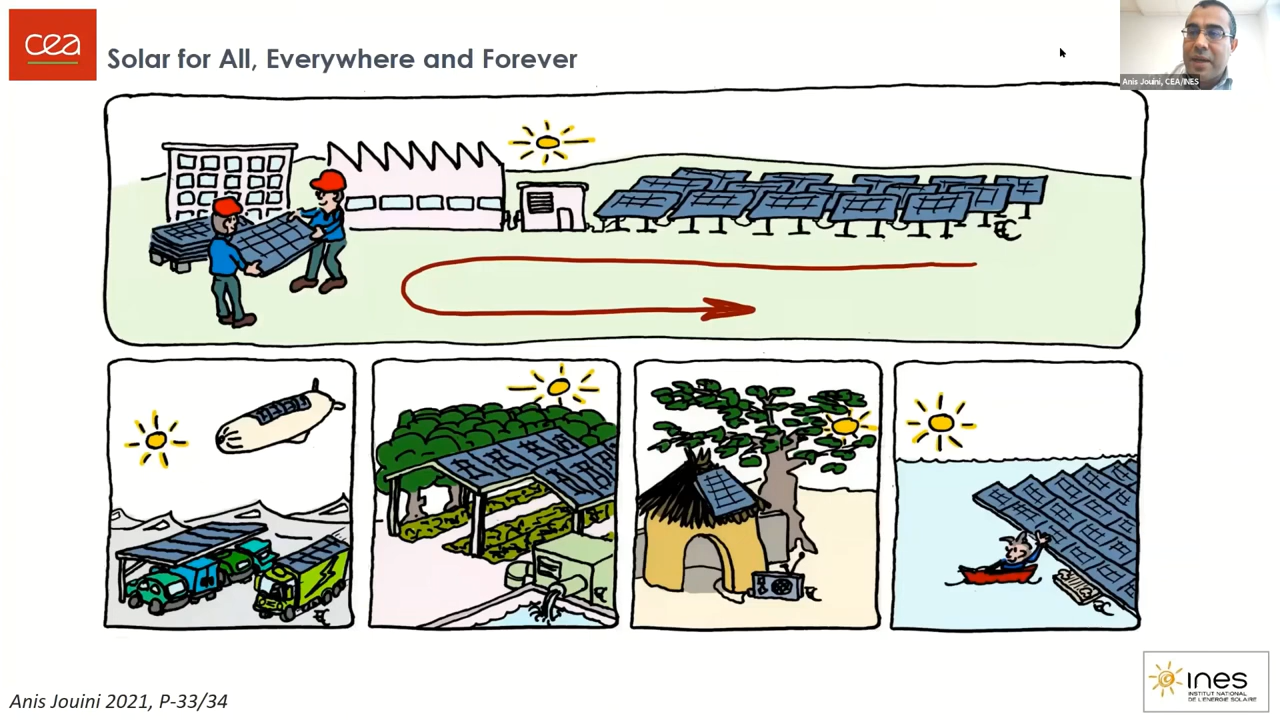 cea
Solar for All, Everywhere and Forever
Anis Jouini, CEA/INES
Anis Jouini 2021, P-33/34
ines
INSTITUT NATIONAL
DE L'ÉNERGIE SOLAIRE